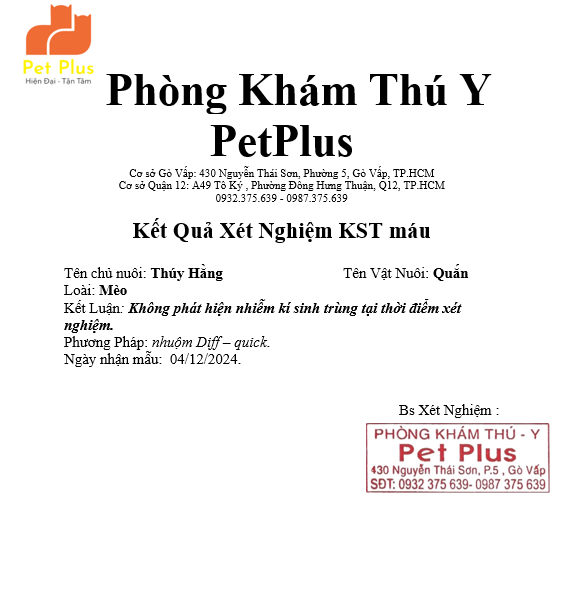 Pet Plus
Hiện Đại - Tận Tâm
Phòng Khám Thú Y
PetPlus
Cơ sở Gò Vấp: 430 Nguyễn Thái Sơn, Phường 5, Gò Vấp, TP.HCM
Cơ sở Quận 12: A49 Tô Ký , Phường Đông Hưng Thuận, Q12, TP.HCM
0932.375.639 - 0987.375.639
Kết Quả Xét Nghiệm KST máu
Tên chủ nuôi: Thúy Hằng Tên Vật Nuôi: Quắn
Loài: Mèo
Kết Luận: Không phát hiện nhiễm kí sinh trùng tại thời điểm xét
nghiệm.
Phương Pháp: nhuộm Diff – quick.
Ngày nhận mẫu: 04/12/2024.
Bs Xét Nghiệm :
PHÒNG KHÁM THÚ - Y
Pet Plus
430 Nguyễn Thái Sơn, P.5 , Gò Vấp
SĐT: 0932 375 639- 0987 375 639